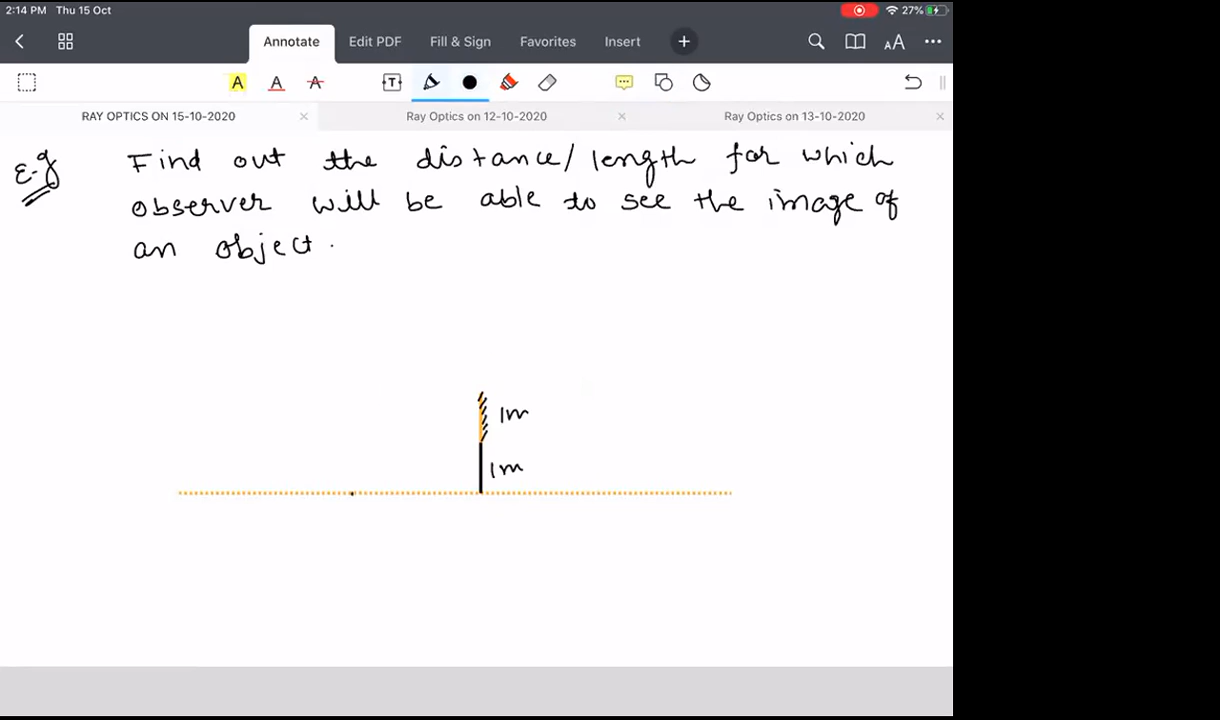 2:14 PM Thu 15 Oct
27%
Annotate Edit PDF Fill & Sign Favorites Insert
AA
A A A T
RAY OPTICS ON 15-10-2020 Ray Optics on 12-10-2020 Ray Optics on 13-10-2020
E.g Find out the distance/length for which
observer will be able to see the image of
an object.
1m
1m